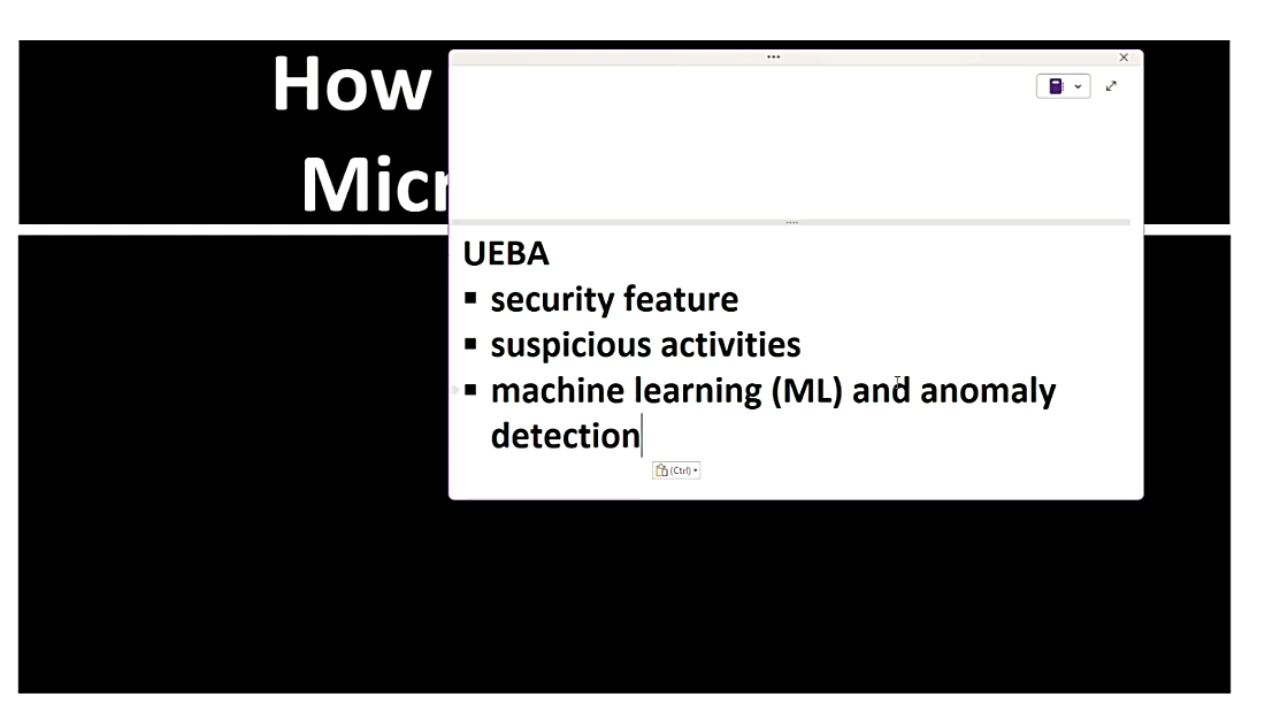 How
Micr
UEBA
▪ security feature
▪ suspicious activities
▪ machine learning (ML) and anomaly
detection
(Ctrl)